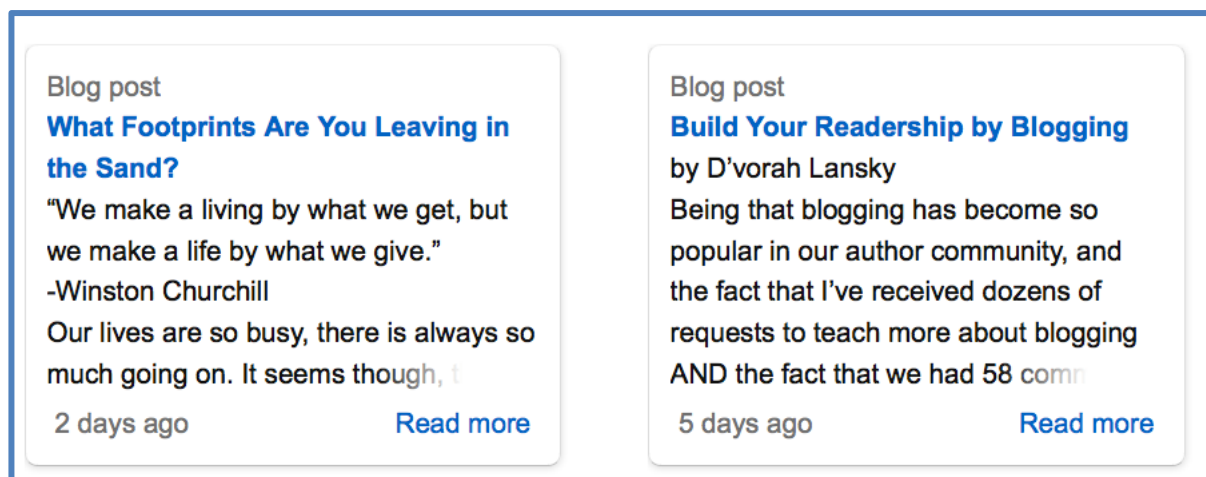 Blog post
What Footprints Are You Leaving in
the Sand?
“We make a living by what we get, but
we make a life by what we give.”
-Winston Churchill
Our lives are so busy, there is always so
much going on. It seems though, t
2 days ago
Read more
Blog post
Build Your Readership by Blogging
by D’vorah Lansky
Being that blogging has become so
popular in our author community, and
the fact that I’ve received dozens of
requests to teach more about blogging
AND the fact that we had 58 comm
5 days ago
Read more